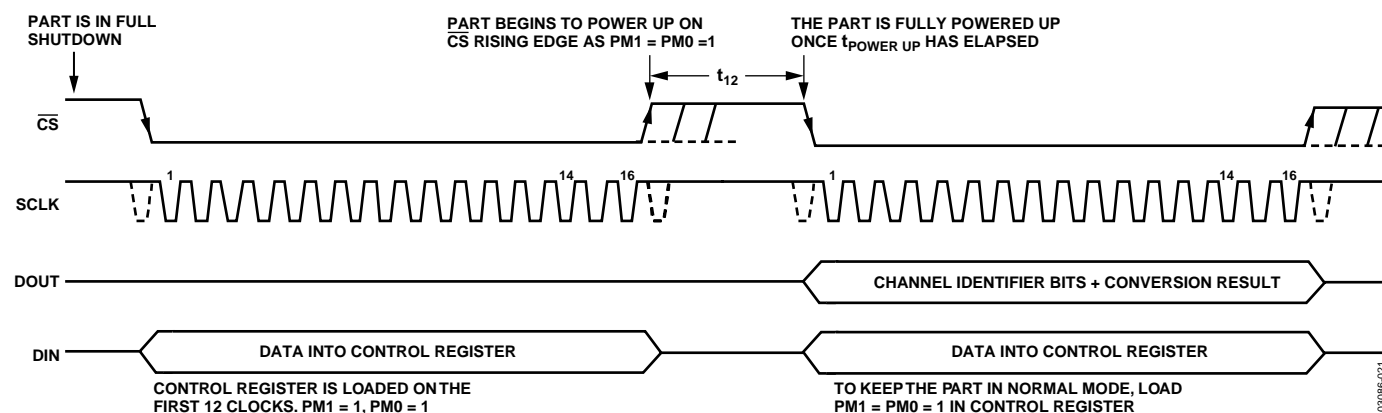 PART IS IN FULL
SHUTDOWN
PART BEGINS TO POWER UP ON
CS RISING EDGE AS PM1 = PM0 =1
THE PART IS FULLY POWERED UP
ONCE tPOWER UP HAS ELAPSED
t12
CS
1
14
16
1
14
16
SCLK
DOUT
CHANNEL IDENTIFIER BITS + CONVERSION RESULT
DIN
DATA INTO CONTROL REGISTER
DATA INTO CONTROL REGISTER
CONTROL REGISTER IS LOADED ON THE
FIRST 12 CLOCKS. PM1 = 1, PM0 = 1
TO KEEP THE PART IN NORMAL MODE, LOAD
PM1 = PM0 = 1 IN CONTROL REGISTER
03086-021